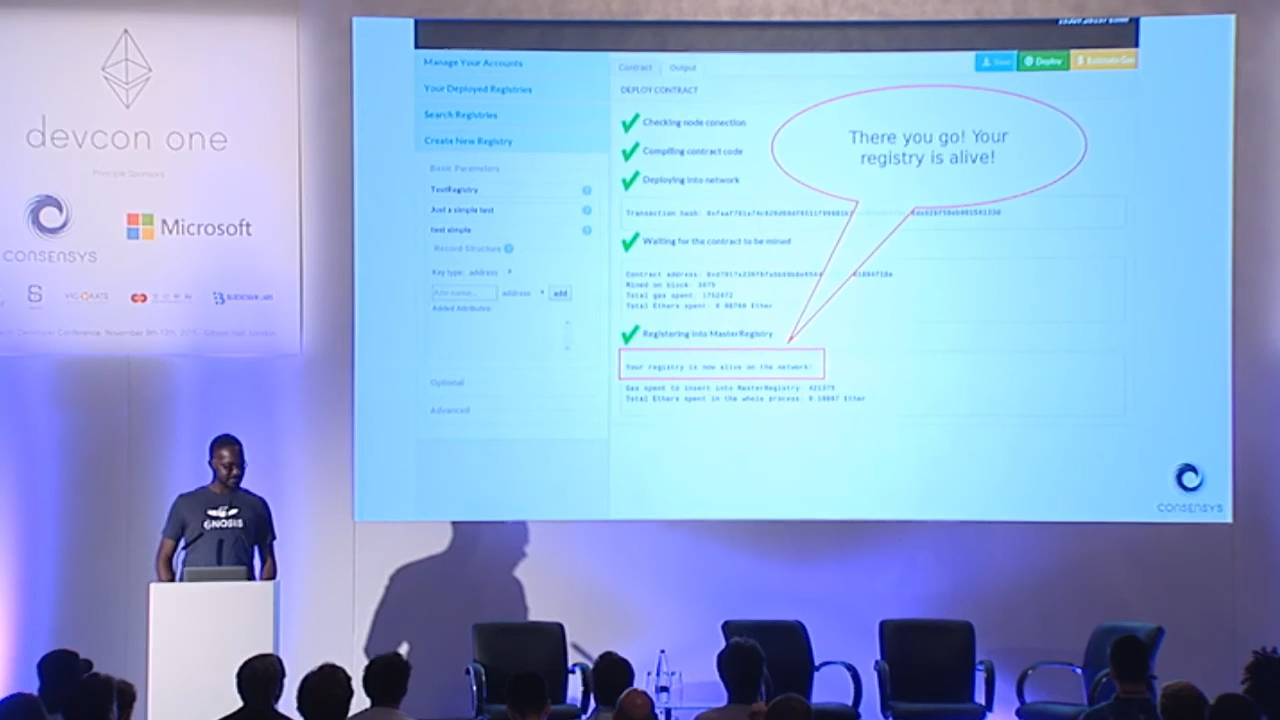 devcon one
Principle Sponsors
CONSENSYS
Microsoft
GNOSIS
Manage Your Accounts
Your Deployed Registries
Search Registries
Create New Registry
Basic Parameters
TestRegistry
Just a simple test
test simple
Record Structure
Key type: address
address
add
Added Attributes:
Optional
Advanced
Contract
Output
Deploy
DEPLOY CONTRACT
Checking node conection
Compiling contract code
Deploying into network
Transaction hash:
Waiting for the contract to be mined
Contract address:
Mined on block:
Total gas spent:
Total Ethers spent:
Registering into MasterRegistry
Your registry is now alive on the network!
Gas spent to insert into MasterRegistry:
Total Ethers spent in the whole process:
There you go! Your
registry is alive!
CONSENSYS